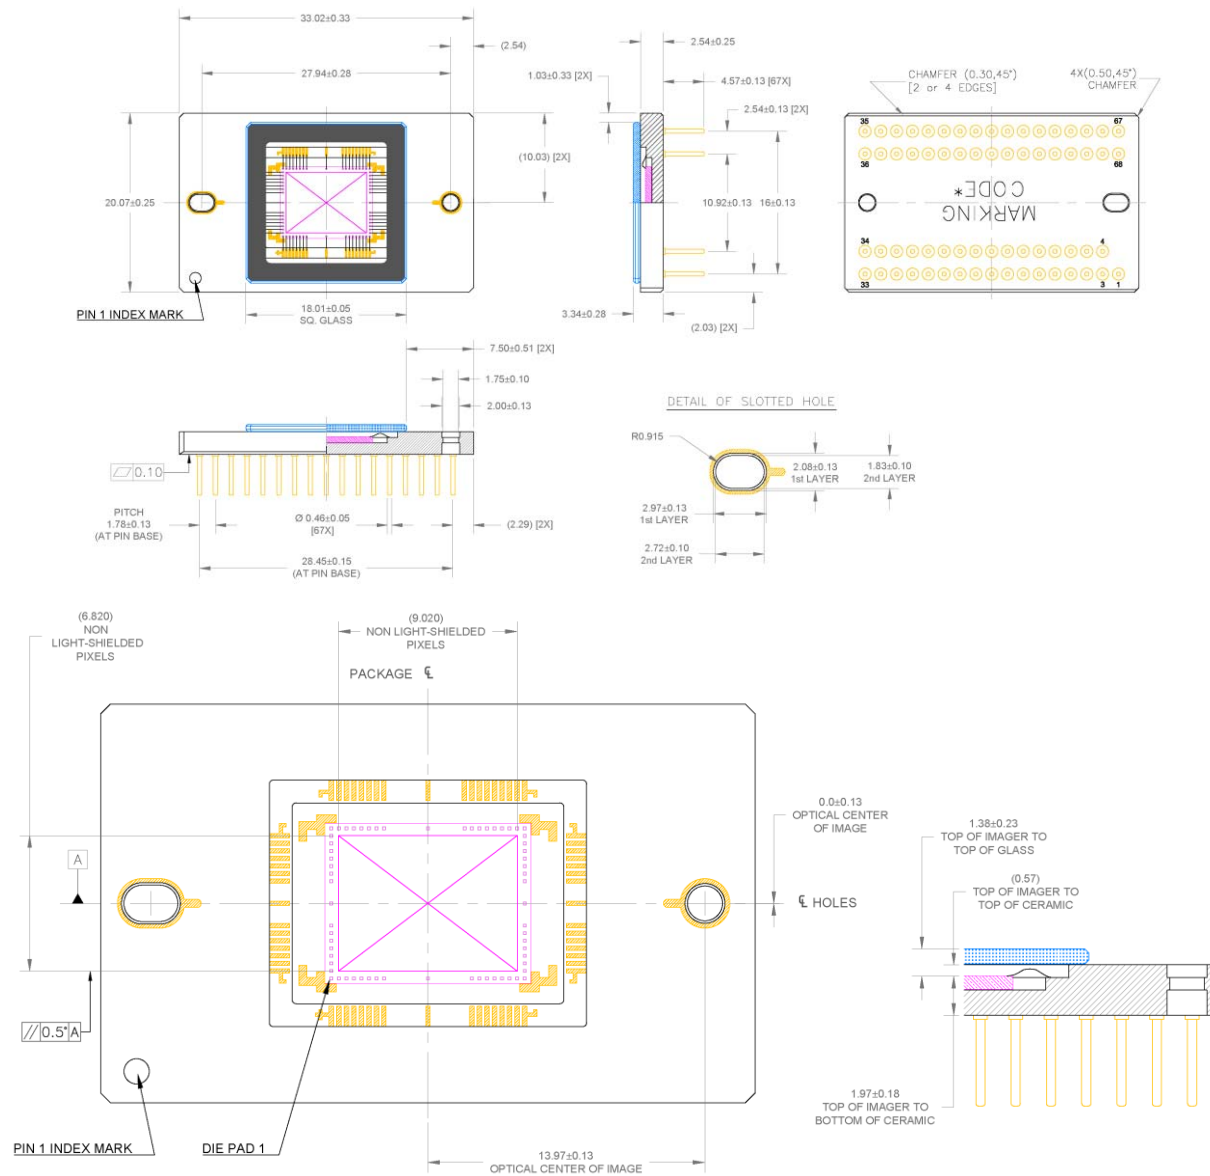 33.02±0.33
(2.54)
27.94±0.28
20.07±0.25
(10.03) [2X]
PIN 1 INDEX MARK
18.01±0.05
SQ. GLASS
2.54±0.25
1.03±0.33 [2X]
4.57±0.13 [67X]
2.54±0.13 [2X]
10.92±0.13
16±0.13
3.34±0.28
(2.03) [2X]
CHAMFER (0.30,45°)
[2 or 4 EDGES]
4X(0.50,45°)
CHAMFER
35
67
36
68
MARKING
CODE*
34
4
33
3
1
7.50±0.51 [2X]
1.75±0.10
2.00±0.13
0.10
PITCH
1.78±0.13
(AT PIN BASE)
Ø 0.46±0.05
[67X]
(2.29) [2X]
28.45±0.15
(AT PIN BASE)
DETAIL OF SLOTTED HOLE
R0.915
2.08±0.13
1st LAYER
1.83±0.10
2nd LAYER
2.97±0.13
1st LAYER
2.72±0.10
2nd LAYER
(6.820)
NON
LIGHT-SHIELDED
PIXELS
(9.020)
NON LIGHT-SHIELDED
PIXELS
PACKAGE ℄
A
0.0±0.13
OPTICAL CENTER
OF IMAGE
℄ HOLES
//0.5°A
PIN 1 INDEX MARK
DIE PAD 1
13.97±0.13
OPTICAL CENTER OF IMAGE
1.38±0.23
TOP OF IMAGER TO
TOP OF GLASS
(0.57)
TOP OF IMAGER TO
TOP OF CERAMIC
1.97±0.18
TOP OF IMAGER TO
BOTTOM OF CERAMIC